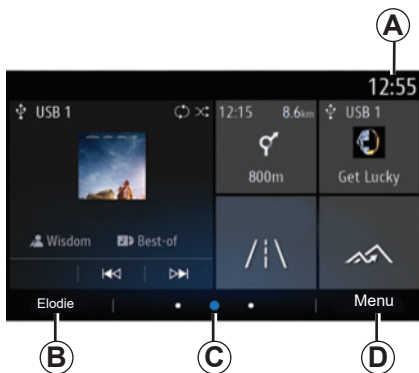 A
12:55
USB 1
12:15 8.6km
USB 1
800m
Get Lucky
Wisdom Best-of
Elodie
Menu
B
C
D